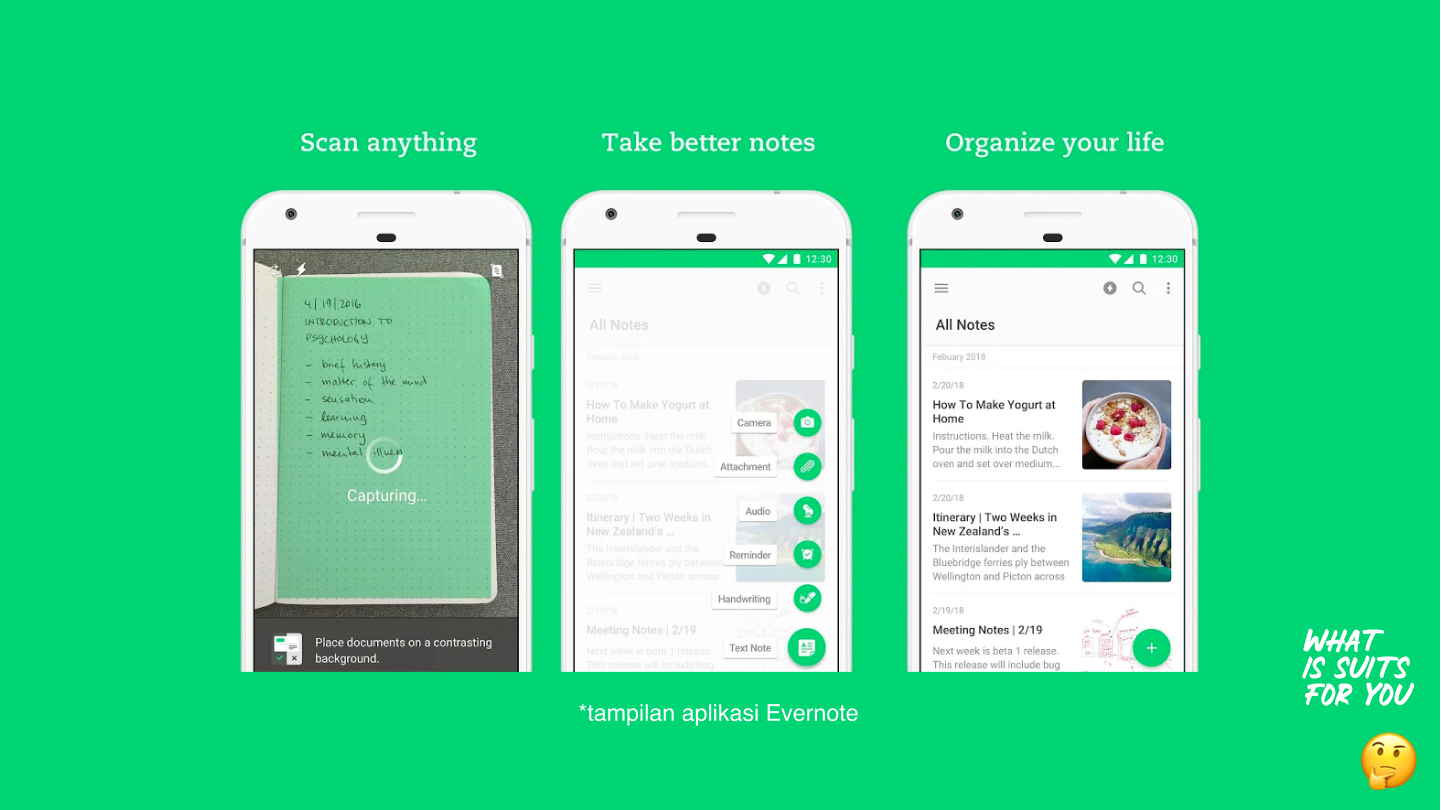 Scan anything
4/19/2016
INTRODUCTION TO
PSYCHOLOGY
- brief history
- matter of the mind
- sensation
- learning
- memory
- mental
Capturing...
Place documents on a contrasting
background.
Take better notes
12:30
All Notes
Febuary 2018
2/20/18
How To Make Yogurt at
Home
Instructions. Heat the milk.
Pour the milk into the Dutch
oven and set over medium...
Camera
Attachment
2/20/18
Itinerary | Two Weeks in
New Zealand's ...
The Interislander and the
Bluebridge ferries ply between
Wellington and Picton across
Audio
Reminder
Handwriting
2/19/18
Meeting Notes | 2/19
Next week is beta 1 release.
This release will include bug
Text Note
Organize your life
12:30
All Notes
Febuary 2018
2/20/18
How To Make Yogurt at
Home
Instructions. Heat the milk.
Pour the milk into the Dutch
oven and set over medium...
2/20/18
Itinerary | Two Weeks in
New Zealand's ...
The Interislander and the
Bluebridge ferries ply between
Wellington and Picton across
2/19/18
Meeting Notes | 2/19
Next week is beta 1 release.
This release will include bug
*tampilan aplikasi Evernote
WHAT
IS SUITS
FOR YOU